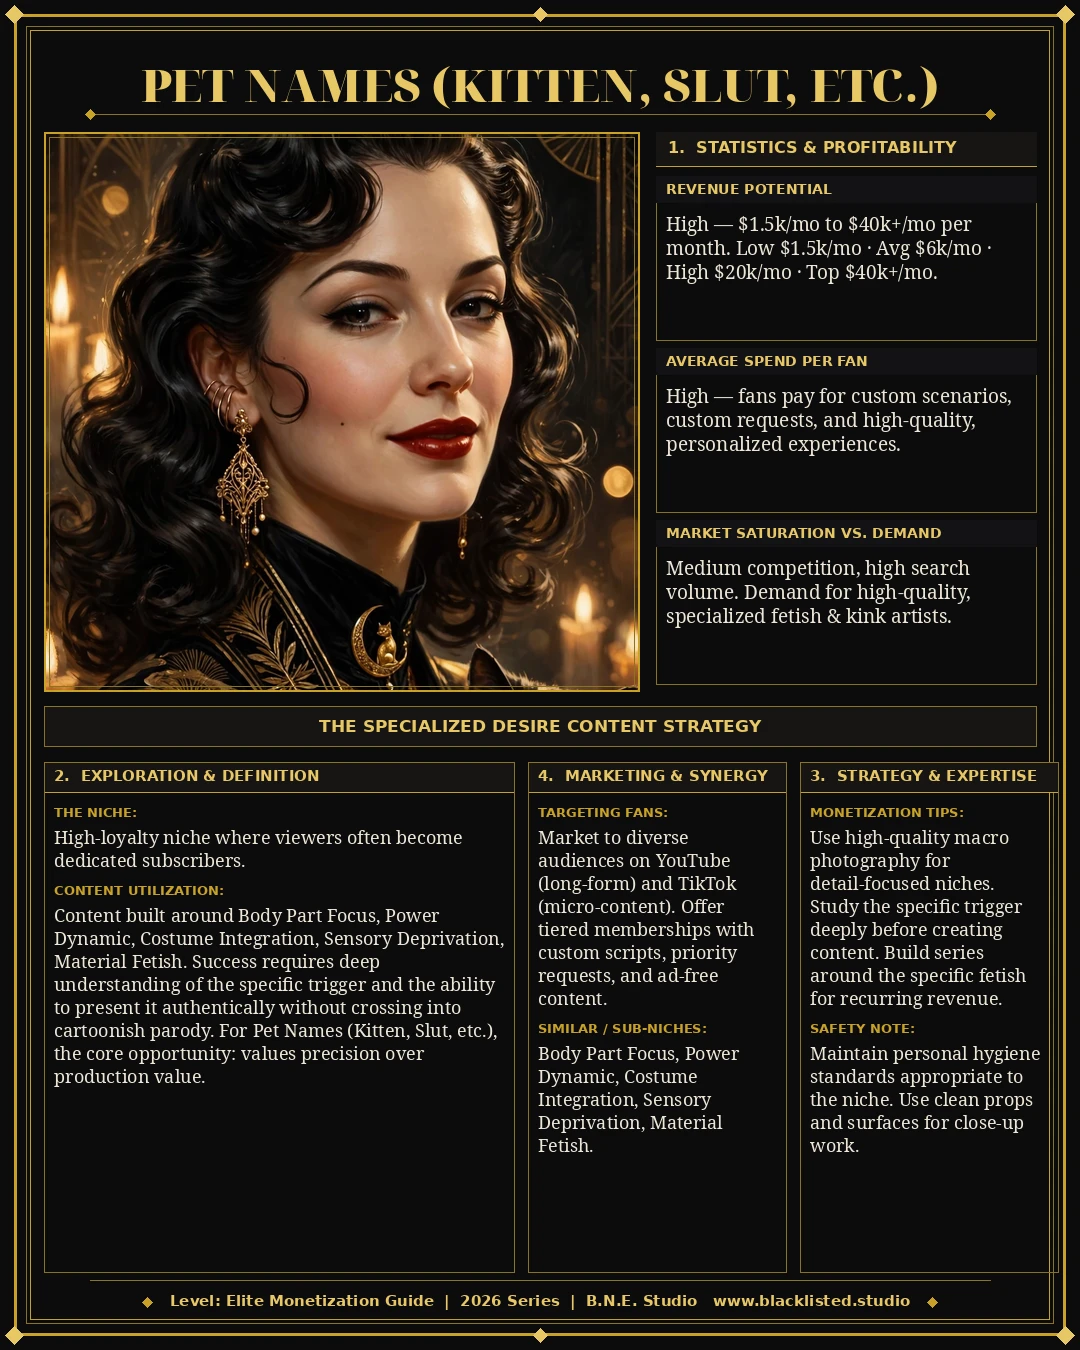 PET NAMES (KITTEN, SLUT, ETC.)
1. STATISTICS & PROFITABILITY
REVENUE POTENTIAL
High — $1.5k/mo to $40k+/mo per
month. Low $1.5k/mo · Avg $6k/mo ·
High $20k/mo · Top $40k+/mo.
AVERAGE SPEND PER FAN
High — fans pay for custom scenarios,
custom requests, and high-quality,
personalized experiences.
MARKET SATURATION VS. DEMAND
Medium competition, high search
volume. Demand for high-quality,
specialized fetish & kink artists.
THE SPECIALIZED DESIRE CONTENT STRATEGY
2. EXPLORATION & DEFINITION
THE NICHE:
High-loyalty niche where viewers often become
dedicated subscribers.
CONTENT UTILIZATION:
Content built around Body Part Focus, Power
Dynamic, Costume Integration, Sensory Deprivation,
Material Fetish. Success requires deep
understanding of the specific trigger and the ability
to present it authentically without crossing into
cartoonish parody. For Pet Names (Kitten, Slut, etc.),
the core opportunity: values precision over
production value.
4. MARKETING & SYNERGY
TARGETING FANS:
Market to diverse
audiences on YouTube
(long-form) and TikTok
(micro-content). Offer
tiered memberships with
custom scripts, priority
requests, and ad-free
content.
SIMILAR / SUB-NICHES:
Body Part Focus, Power
Dynamic, Costume
Integration, Sensory
Deprivation, Material
Fetish.
3. STRATEGY & EXPERTISE
MONETIZATION TIPS:
Use high-quality macro
photography for
detail-focused niches.
Study the specific trigger
deeply before creating
content. Build series
around the specific fetish
for recurring revenue.
SAFETY NOTE:
Maintain personal hygiene
standards appropriate to
the niche. Use clean props
and surfaces for close-up
work.
Level: Elite Monetization Guide | 2026 Series | B.N.E. Studio www.blacklisted.studio